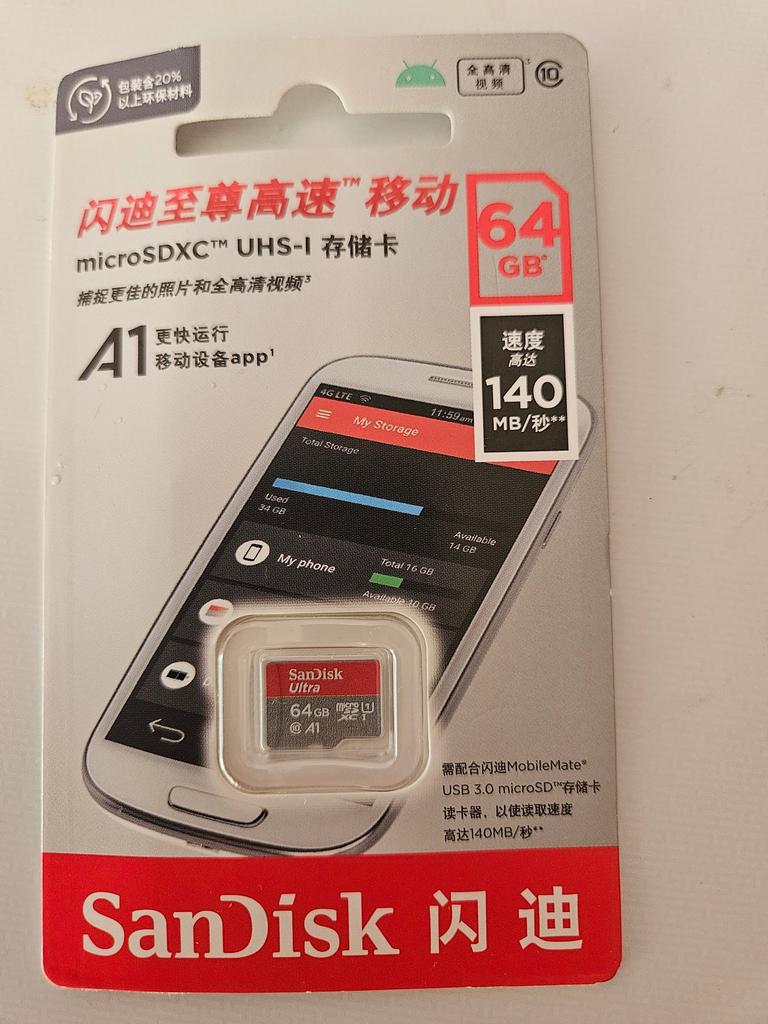 包装含20%
以上环保材料
全高清
视频
3
10
闪迪至尊高速™ 移动
microSDXC™ UHS-I 存储卡
捕捉更佳的照片和全高清视频³
A1
更快运行
移动设备app¹
64
GB*
速度
高达
140
MB/秒**
4G LTE
11:59am
My Storage
Total Storage
Used
34 GB
Available
14 GB
My phone
Total 16 GB
Available 10 GB
SanDisk
Ultra
64GB
micro SD XC I
U1
10 A1
需配合闪迪MobileMate®
USB 3.0 microSD™存储卡
读卡器，以使读取速度
高达140MB/秒**
SanDisk 闪迪